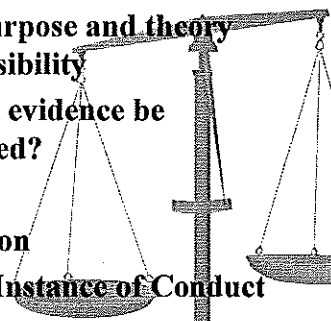 urpose and theory
sibility
evidence be
ed?
on
Instance of Conduct